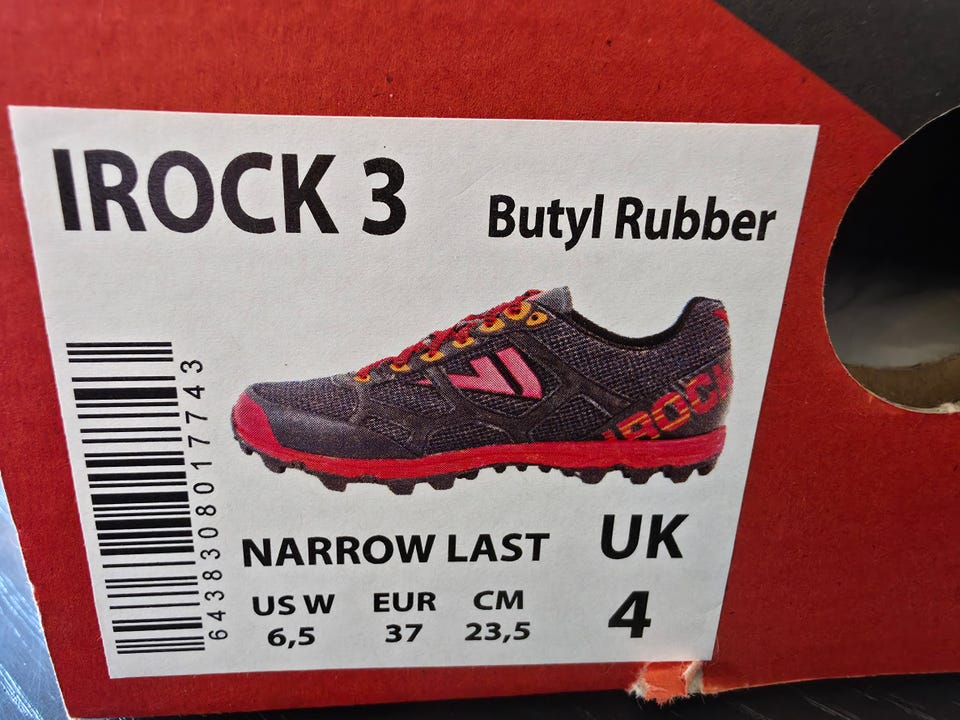 IROCK 3
Butyl Rubber
IROCK
6438308017743
NARROW LAST
UK
US W EUR CM
6,5 37 23,5
4